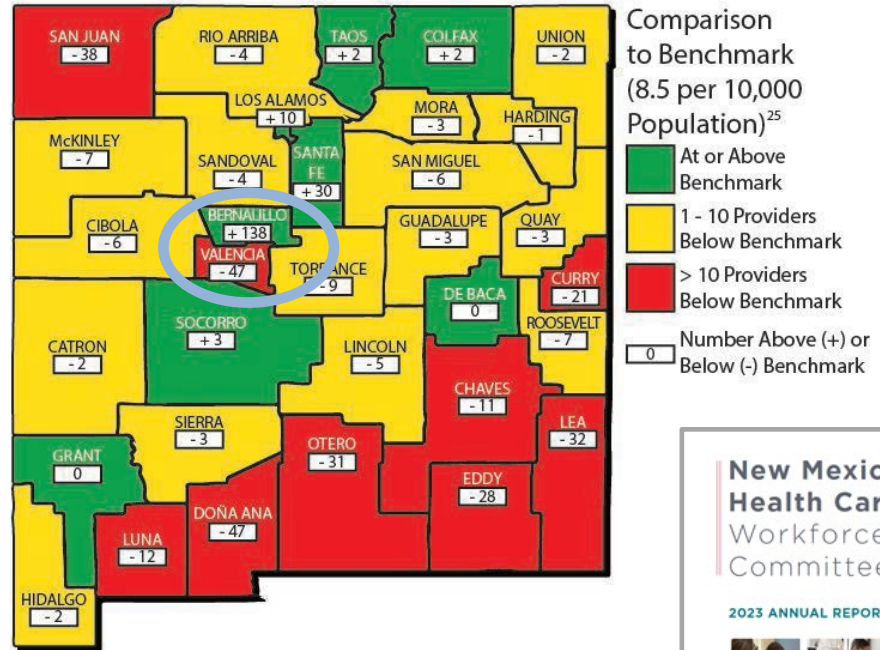 SAN JUAN
- 38
RIO ARRIBA
- 4
TAOS
+ 2
COLFAX
+ 2
UNION
- 2
LOS ALAMOS
+ 10
MORA
- 3
HARDING
- 1
McKINLEY
- 7
SANDOVAL
- 4
SANTA
FE
+ 30
SAN MIGUEL
- 6
CIBOLA
- 6
BERNALILLO
+ 138
VALENCIA
- 47
TORRANCE
- 9
GUADALUPE
- 3
QUAY
- 3
CURRY
- 21
DE BACA
0
ROOSEVELT
- 7
SOCORRO
+ 3
CATRON
- 2
LINCOLN
- 5
CHAVES
- 11
LEA
- 32
SIERRA
- 3
GRANT
0
OTERO
- 31
EDDY
- 28
DOÑA ANA
- 47
LUNA
- 12
HIDALGO
- 2
Comparison
to Benchmark
(8.5 per 10,000
Population)25
At or Above
Benchmark
1 - 10 Providers
Below Benchmark
> 10 Providers
Below Benchmark
0
Number Above (+) or
Below (-) Benchmark
New Mexic
Health Car
Workforce
Committee
2023 ANNUAL REPOR